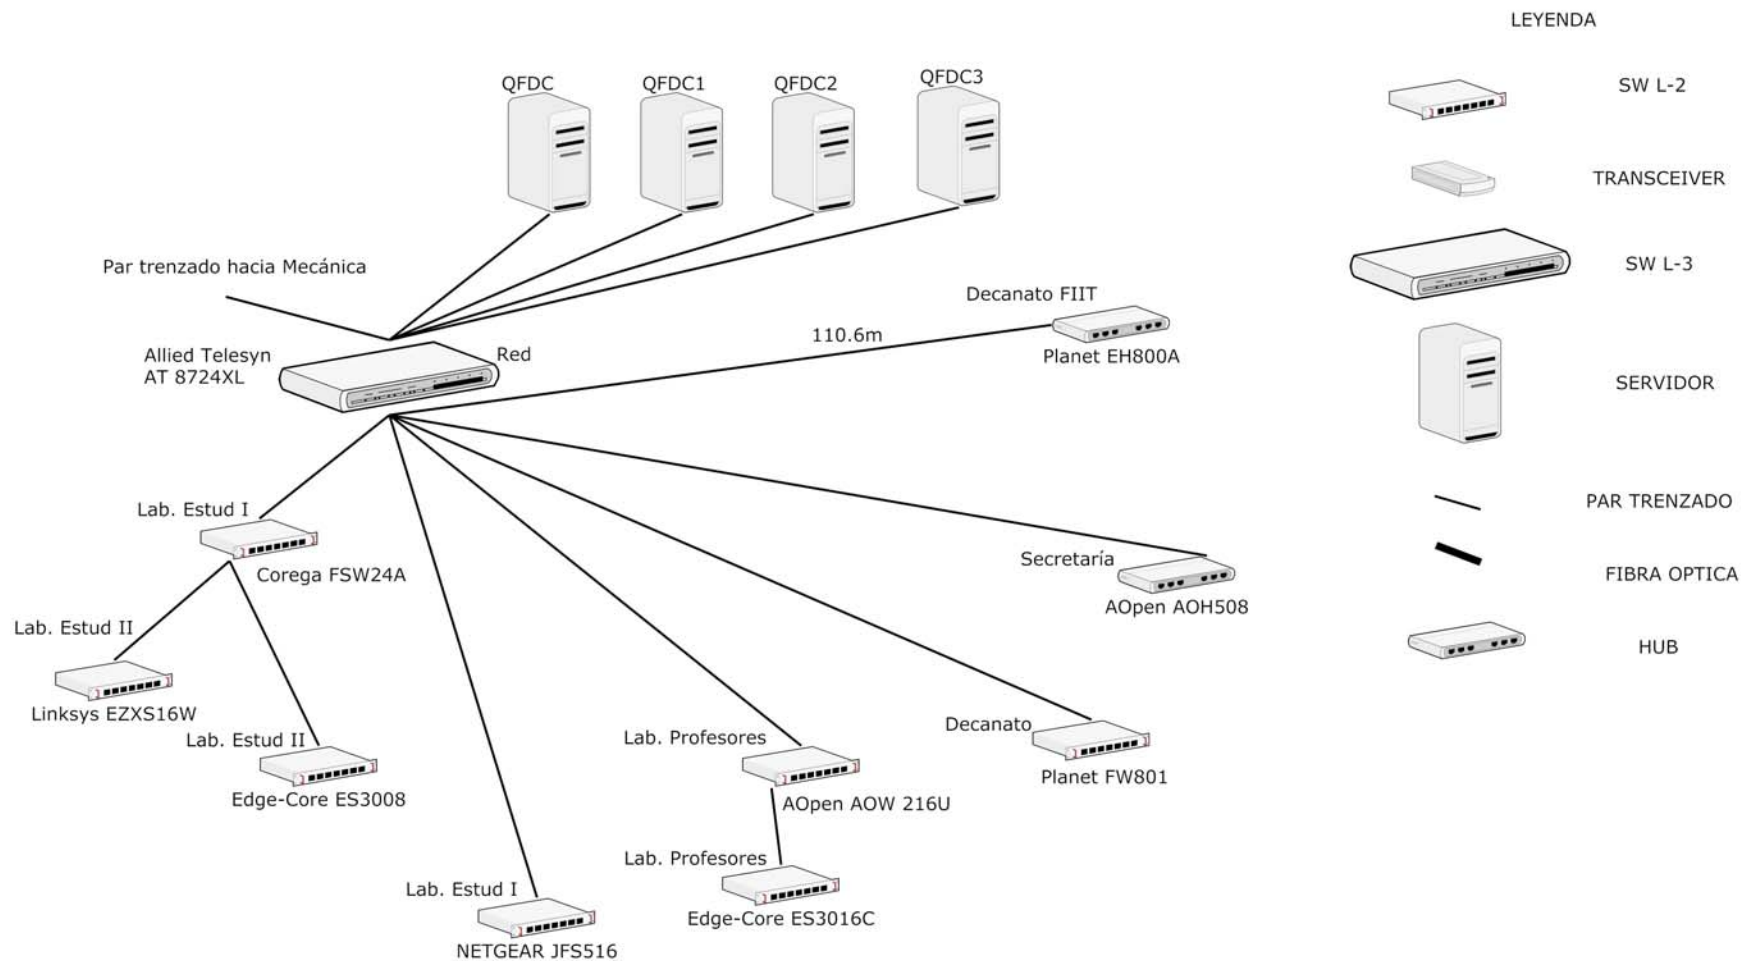 LEYENDA
QFDC
QFDC1
QFDC2
QFDC3
SW L-2
TRANSCEIVER
Par trenzado hacia Mecánica
SW L-3
Decanato FIIT
110.6m
Allied Telesyn
AT 8724XL
Red
Planet EH800A
SERVIDOR
Lab. Estud I
PAR TRENZADO
Corega FSW24A
Secretaría
FIBRA OPTICA
AOpen AOH508
Lab. Estud II
HUB
Linksys EZXS16W
Lab. Estud II
Lab. Profesores
Decanato
Edge-Core ES3008
AOpen AOW 216U
Planet FW801
Lab. Profesores
Lab. Estud I
Edge-Core ES3016C
NETGEAR JFS516